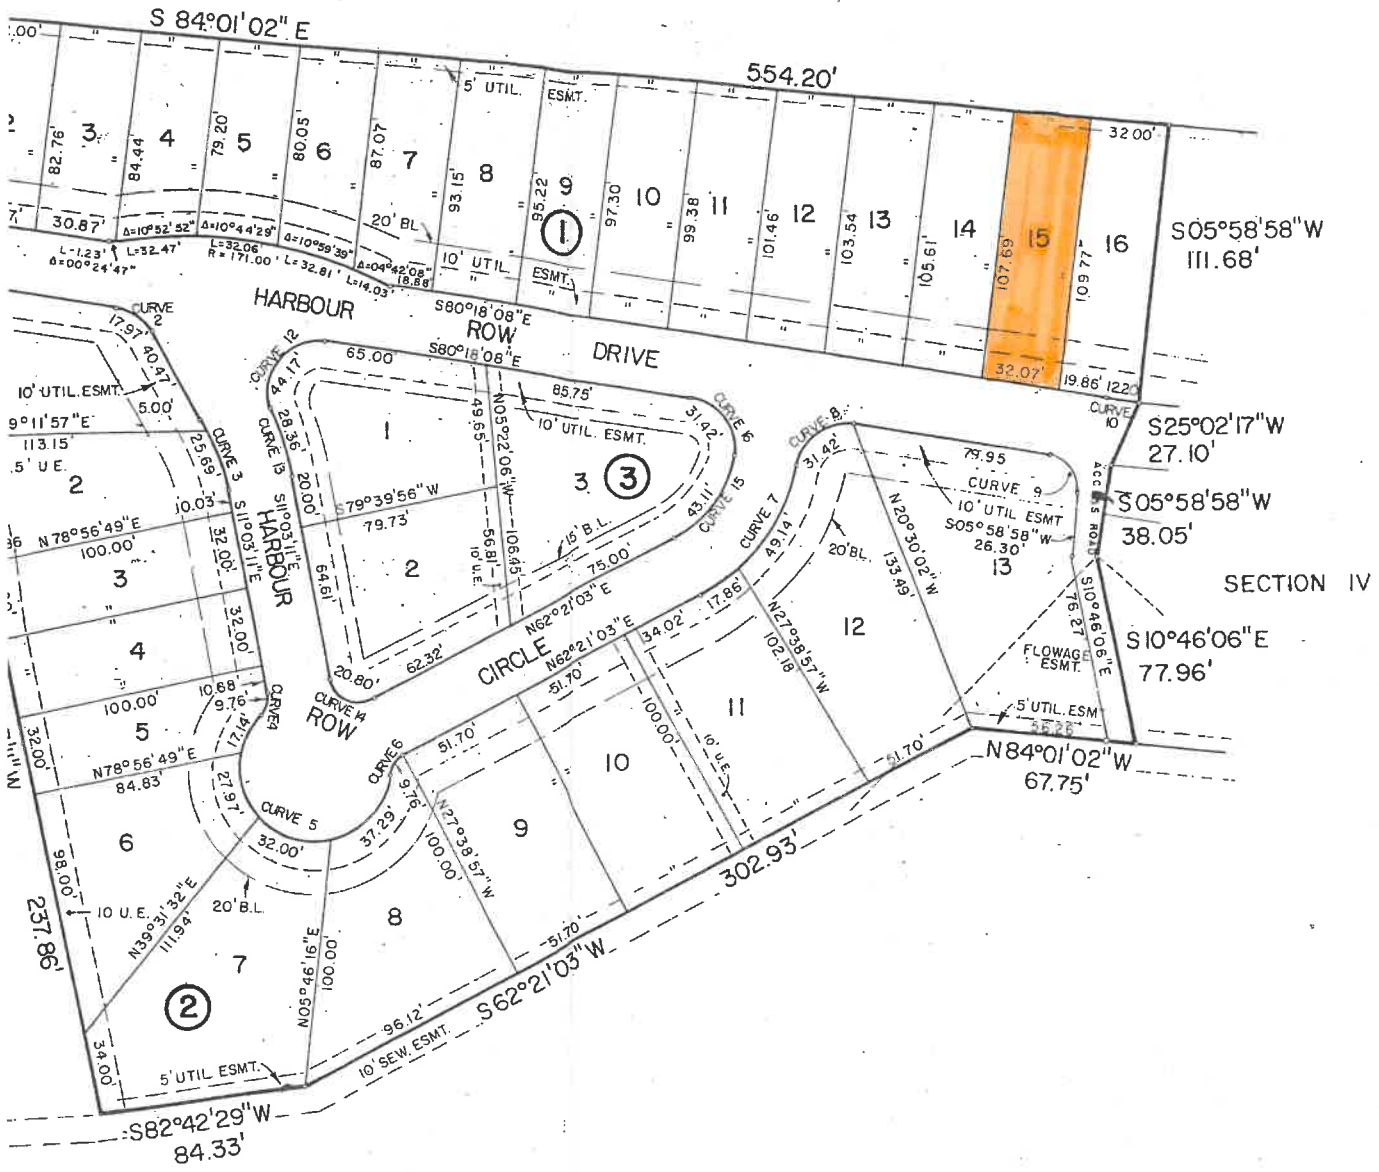 S 84°01'02" E
554.20'
.00'
5' UTIL. ESMT.
32.00'
3
4
5
6
7
8
9
10
11
12
13
14
15
16
82.76'
84.44'
79.20'
80.05'
87.07'
93.15'
95.22'
97.30'
99.38'
101.46'
103.54'
105.61'
107.69'
109.77'
1
20' BL.
10' UTIL. ESMT.
30.87'
Δ=10°52'52"
L=32.47'
L=1.23'
Δ=00°24'47"
Δ=10°44'29"
L=32.06'
R=171.00'
Δ=10°59'39"
L=32.81'
Δ=04°42'08"
L=14.03'
18.88'
S80°18'08"E
32.07'
19.86'
HARBOUR ROW DRIVE
S05°58'58"W
111.68'
CURVE 10
S25°02'17"W
27.10'
ACCESS ROAD
S05°58'58"W
38.05'
SECTION IV
S10°46'06"E
77.96'
CURVE 2
17.97'
40.47'
10' UTIL. ESMT.
5.00'
9°11'57"E
113.15'
.5' U E.
25.69'
CURVE 3
2
10.03'
N78°56'49"E
100.00'
3
32.00'
S11°03'11"E
HARBOUR
4
32.00'
100.00'
10.68'
9.76'
CURVE 4
5
17.14'
N78°56'49"E
84.83'
32.00'
6
27.97'
CURVE 5
32.00'
37.29'
CURVE 6
9.76'
98.00'
10 U.E.
237.86'
N39°31'32"E
111.94'
20' B.L.
7
2
N05°46'16"E
100.00'
8
34.00'
5' UTIL ESMT.
S82°42'29"W
84.33'
96.12'
10' SEW. ESMT.
S62°21'03"W
302.93'
CURVE 12
44.17'
65.00'
S80°18'08"E
85.75'
28.36'
CURVE 13
20.00'
S11°03'11"E
1
49.65'
N05°22'06"W
10' UTIL. ESMT.
3
3
31.42'
CURVE 16
43.11'
CURVE 15
S79°39'56"W
79.73'
2
56.81'
106.45'
10' U.E.
15' B.L.
75.00'
64.61'
62.32'
20.80'
CURVE 14
N62°21'03"E
CIRCLE
ROW
N62°21'03"E
51.70'
51.70'
34.02'
17.86'
CURVE 7
49.14'
CURVE 8
31.42'
20' BL.
79.95
CURVE 9
10' UTIL ESMT
S05°58'58"W
26.30'
13
N20°30'02"W
133.49'
12
N27°38'57"W
102.18
11
100.00'
10' U.E.
10
N27°38'57"W
100.00'
9
51.70'
51.70'
S10°46'06"E
76.27
FLOWAGE
ESMT.
5' UTIL. ESM'T
56.26'
N84°01'02"W
67.75'